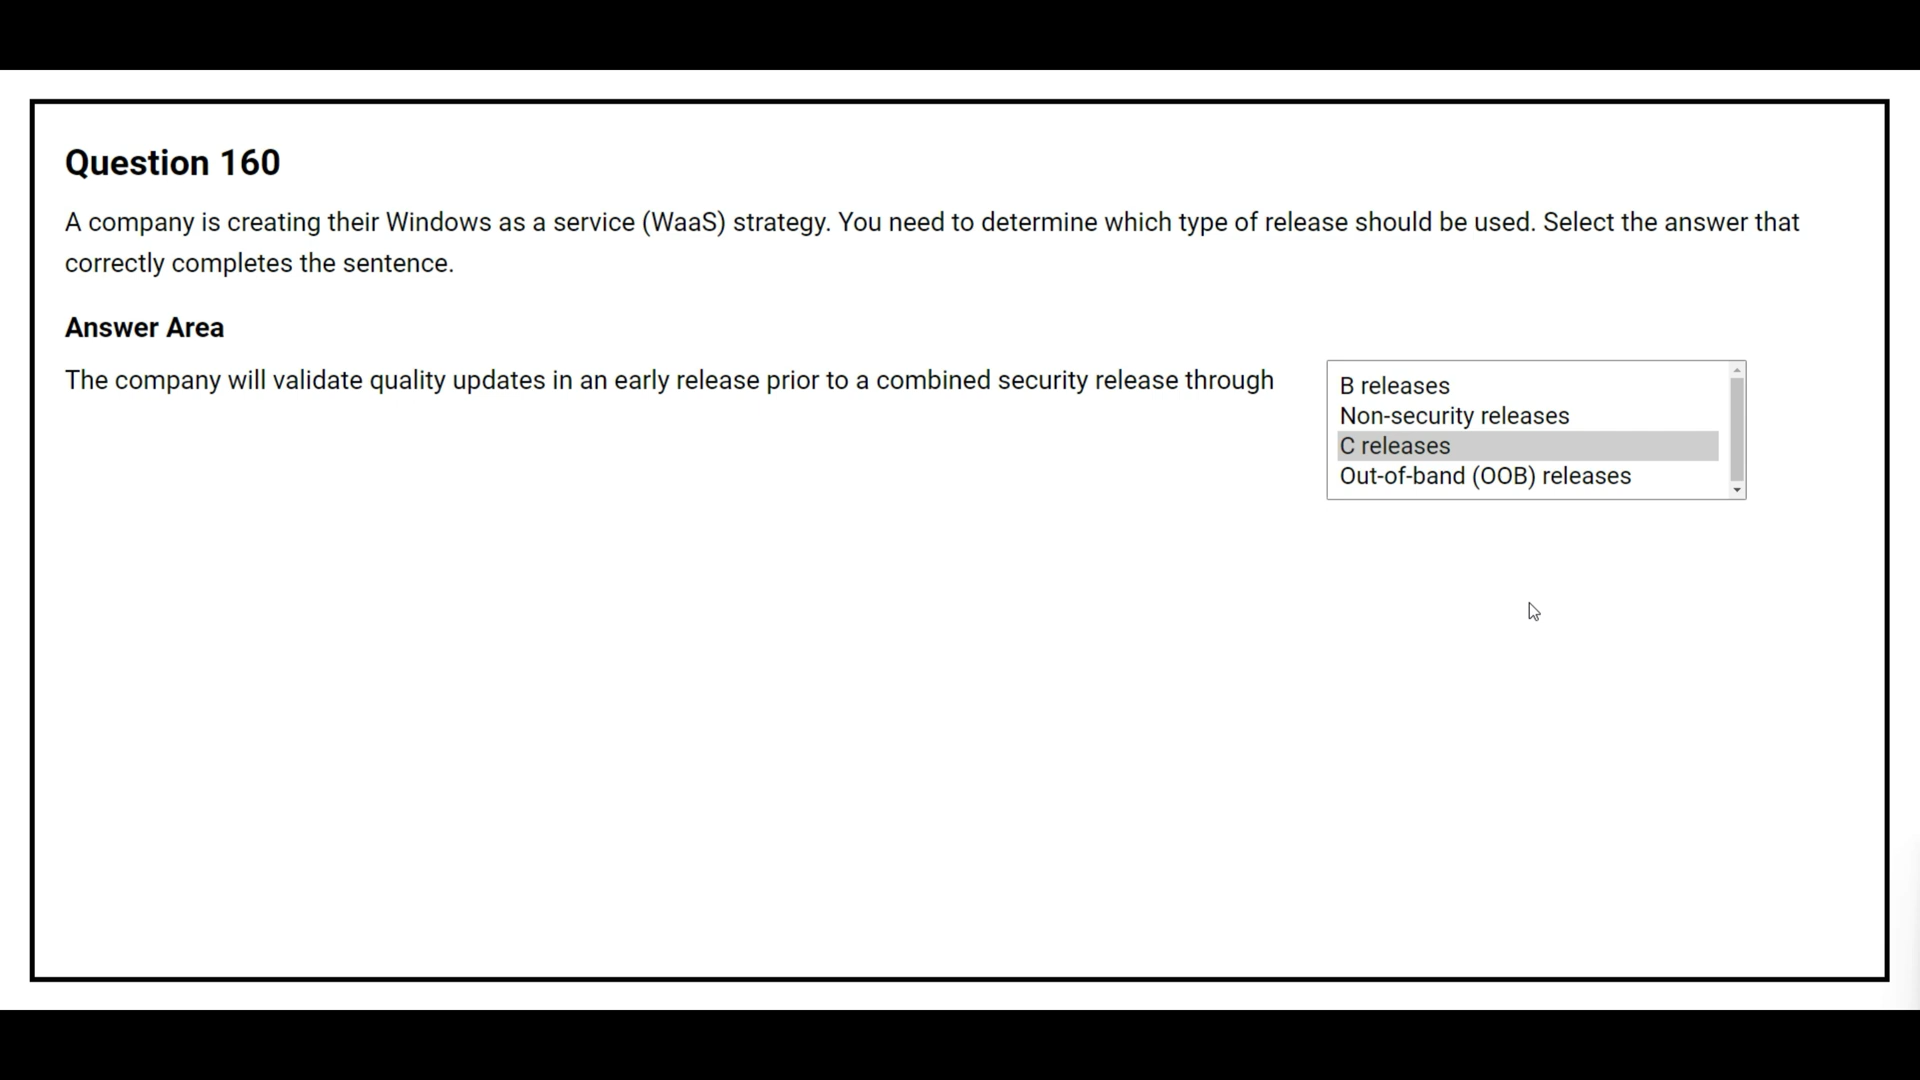 Question 160
A company is creating their Windows as a service (WaaS) strategy. You need to determine which type of release should be used. Select the answer that
correctly completes the sentence.
Answer Area
The company will validate quality updates in an early release prior to a combined security release through
B releases
Non-security releases
C releases
Out-of-band (OOB) releases